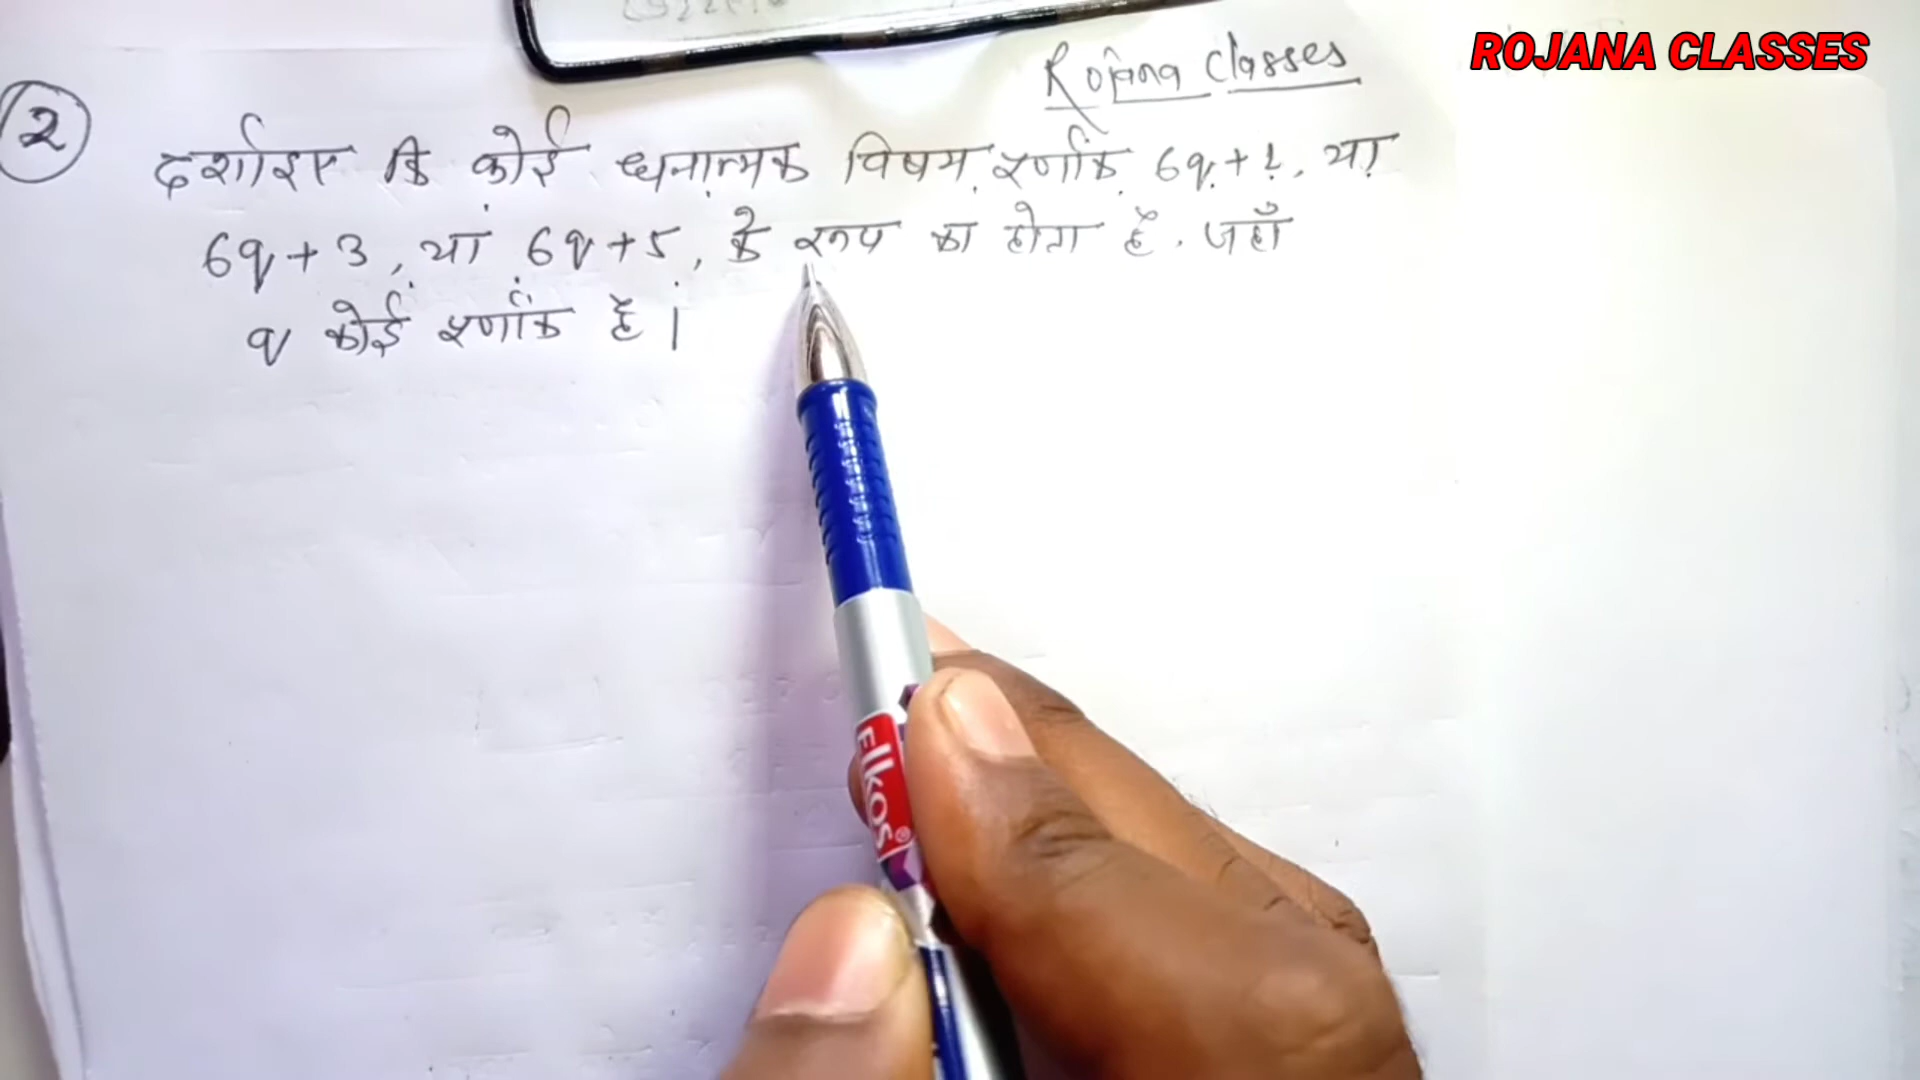 ROJANA CLASSES
Rojana Classes
2 दर्शाइए कि कोई धनात्मक विषम पूर्णांक 6q+1, या
6q+3, या 6q+5, के रूप का होता है, जहाँ
q कोई पूर्णांक है।
Elkos®